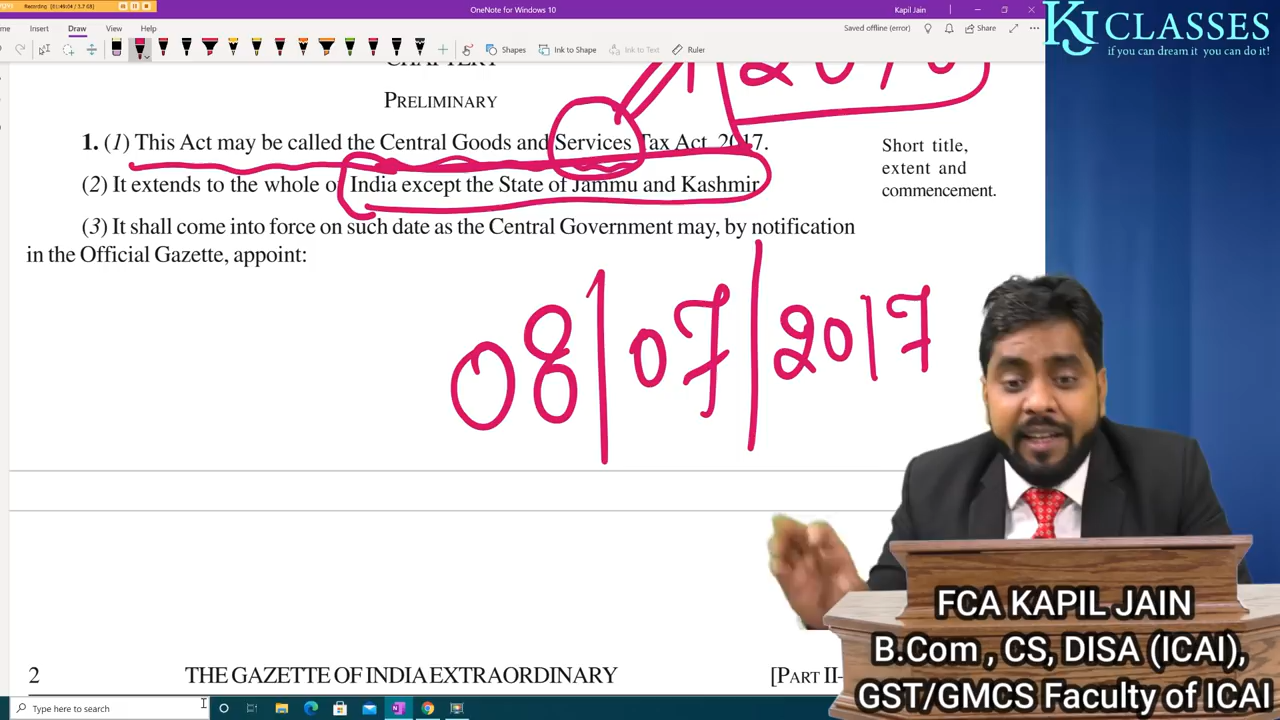 Recording [01:49:04 / 3.7 GB]
OneNote for Windows 10
Kapil Jain
Insert Draw View Help
Saved offline (error)
Share
Shapes Ink to Shape Ink to Text Ruler
KJ CLASSES
if you can dream it you can do it!
PRELIMINARY
1. (1) This Act may be called the Central Goods and Services Tax Act, 2017.
Short title, extent and commencement.
(2) It extends to the whole of India except the State of Jammu and Kashmir
(3) It shall come into force on such date as the Central Government may, by notification
in the Official Gazette, appoint:
08|07|2017
FCA KAPIL JAIN
B.Com , CS, DISA (ICAI),
GST/GMCS Faculty of ICAI
2 THE GAZETTE OF INDIA EXTRAORDINARY [PART II-
Type here to search